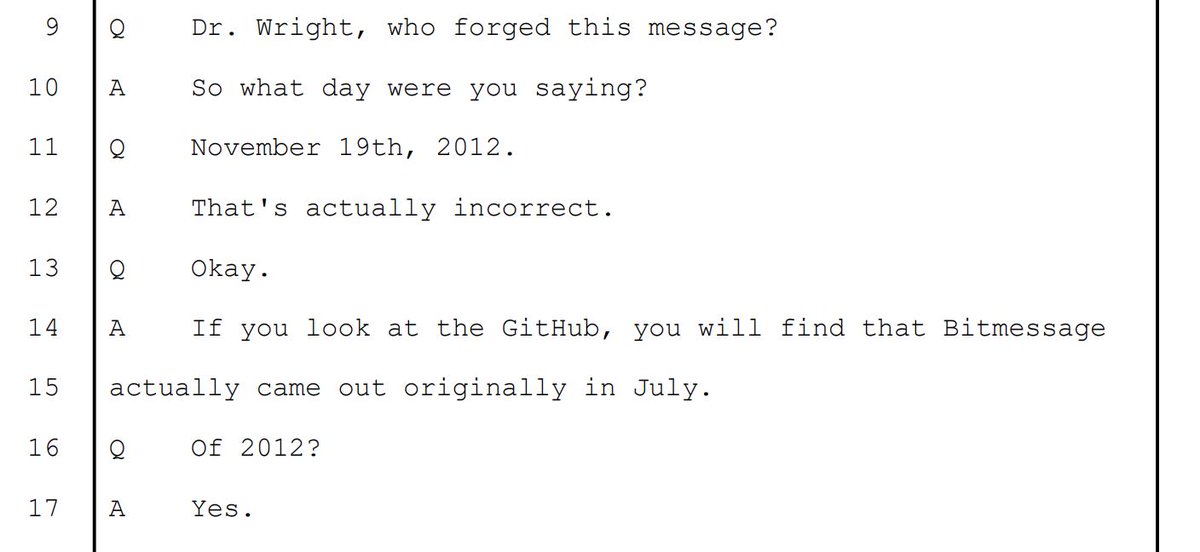 9 Q Dr. Wright, who forged this message?
10 A So what day were you saying?
11 Q November 19th, 2012.
12 A That's actually incorrect.
13 Q Okay.
14 A If you look at the GitHub, you will find that Bitmessage
15 actually came out originally in July.
16 Q Of 2012?
17 A Yes.